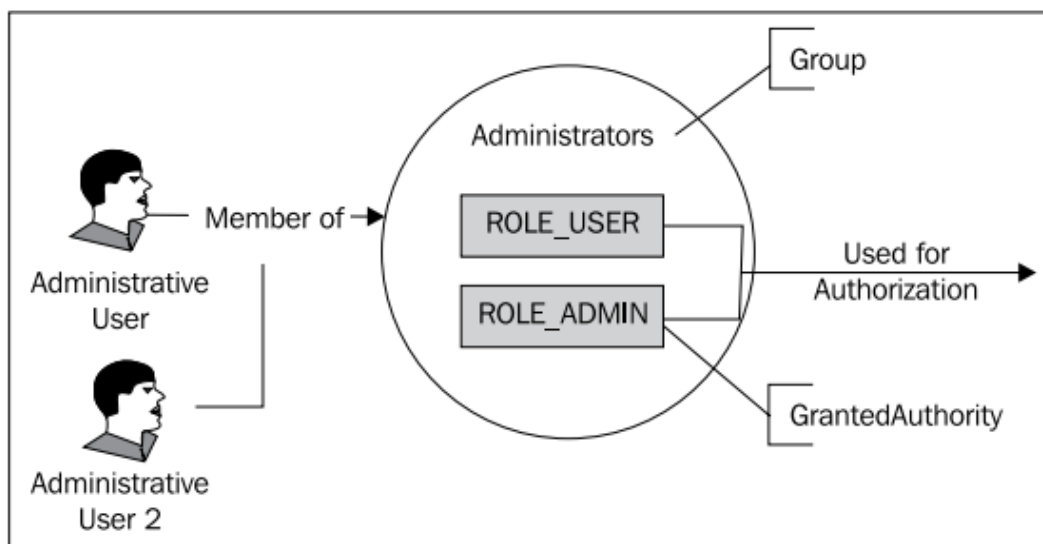 Group
Administrators
Member of
ROLE_USER
Administrative
User
Used for
Authorization
ROLE_ADMIN
GrantedAuthority
Administrative
User 2